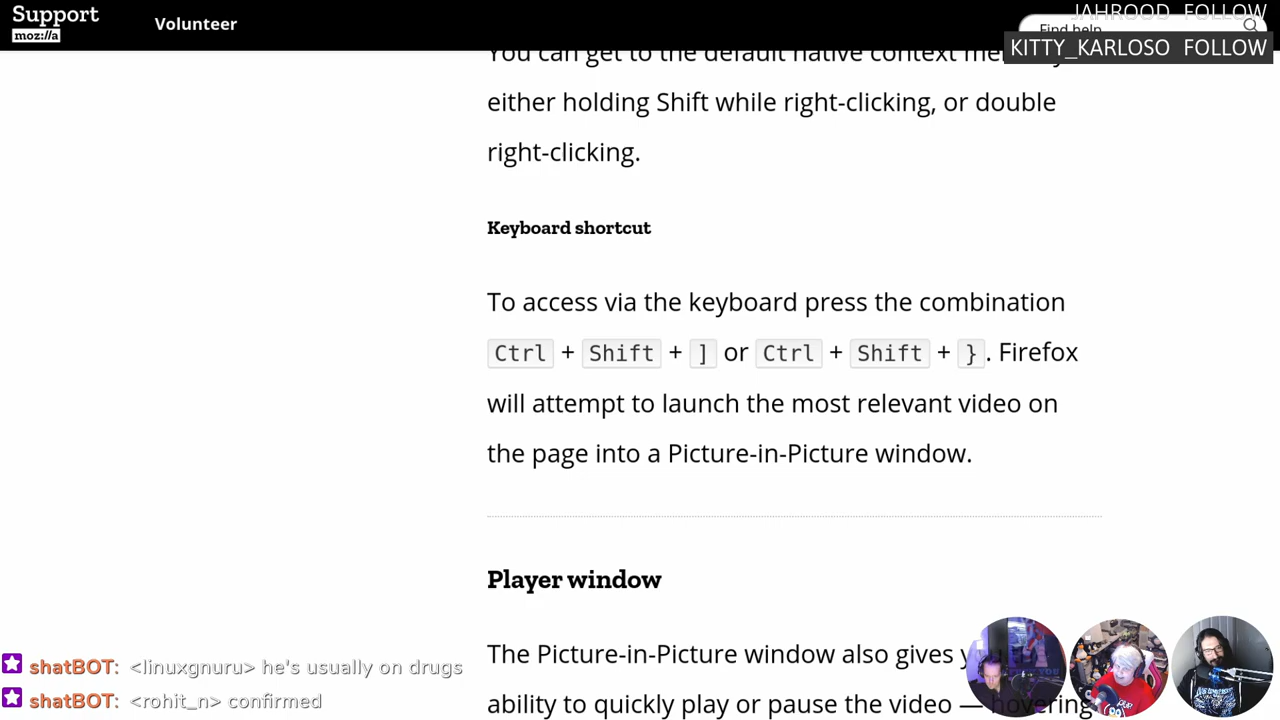 Support
moz://a
Volunteer
Find help
JAHROOD FOLLOW
KITTY_KARLOSO FOLLOW
You can get to the default native context
either holding Shift while right-clicking, or double
right-clicking.
Keyboard shortcut
To access via the keyboard press the combination
Ctrl + Shift + ] or Ctrl + Shift + }. Firefox
will attempt to launch the most relevant video on
the page into a Picture-in-Picture window.
Player window
The Picture-in-Picture window also gives
ability to quickly play or pause the video — hovering
shatBOT: <linuxgnuru> he's usually on drugs
shatBOT: <rohit_n> confirmed